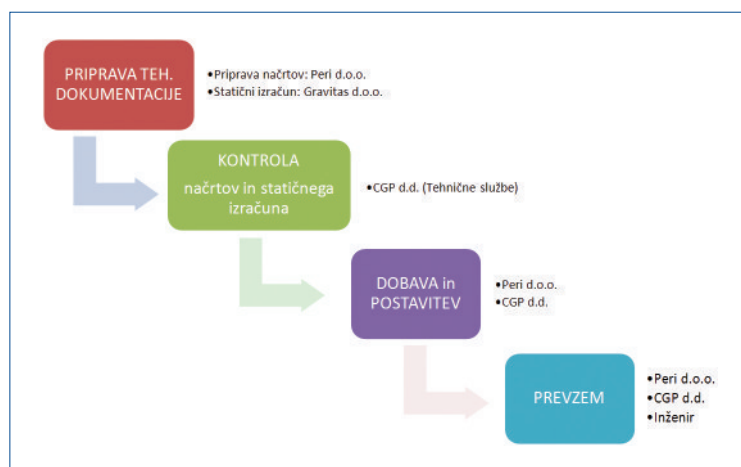 PRIPRAVA TEH.
DOKUMENTACIJE
•Priprava načrtov: Peri d.o.o.
•Statični izračun: Gravitas d.o.o.
KONTROLA
načrtov in statičnega
izračuna
•CGP d.d. (Tehnične službe)
DOBAVA in
POSTAVITEV
•Peri d.o.o.
•CGP d.d.
PREVZEM
•Peri d.o.o.
•CGP d.d.
•Inženir